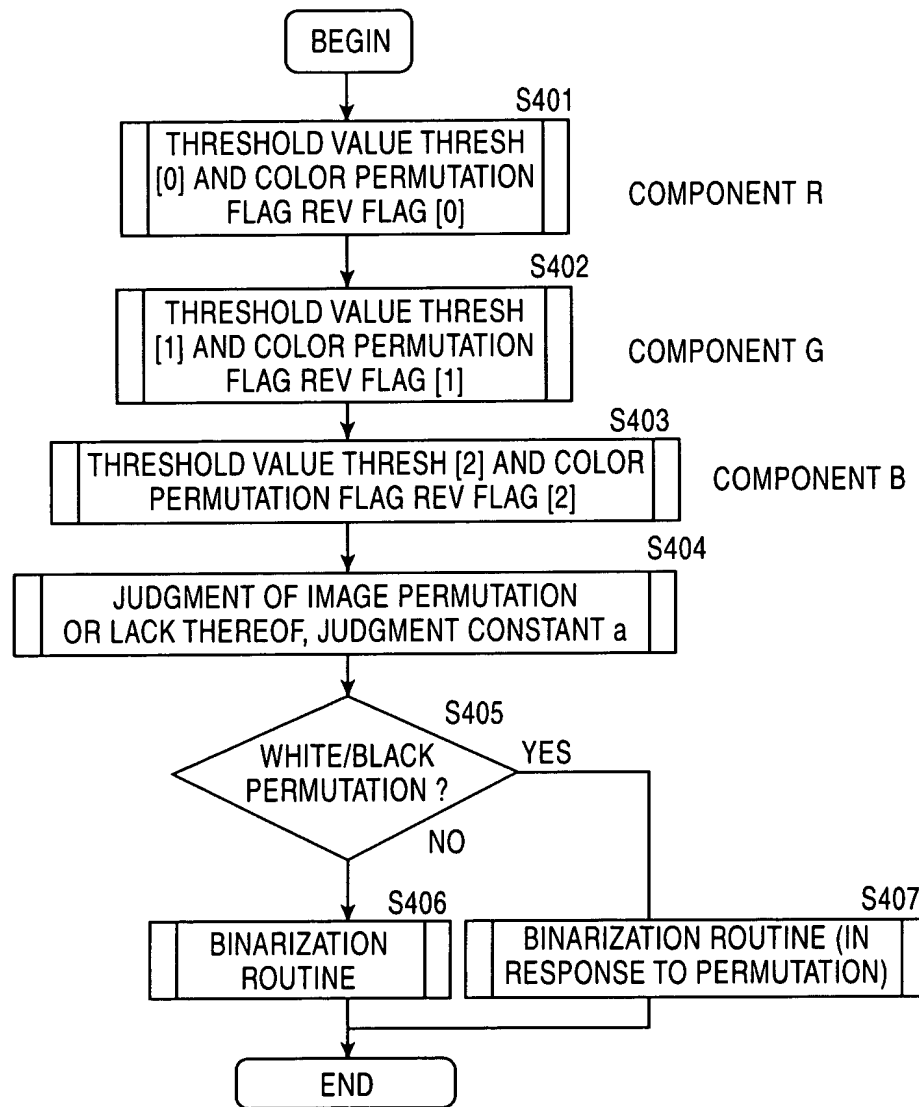 BEGIN
S401
THRESHOLD VALUE THRESH
[0] AND COLOR PERMUTATION
FLAG REV FLAG [0]
COMPONENT R
S402
THRESHOLD VALUE THRESH
[1] AND COLOR PERMUTATION
FLAG REV FLAG [1]
COMPONENT G
S403
THRESHOLD VALUE THRESH [2] AND COLOR
PERMUTATION FLAG REV FLAG [2]
COMPONENT B
S404
JUDGMENT OF IMAGE PERMUTATION
OR LACK THEREOF, JUDGMENT CONSTANT a
S405
WHITE/BLACK
PERMUTATION ?
YES
NO
S406
BINARIZATION
ROUTINE
S407
BINARIZATION ROUTINE (IN
RESPONSE TO PERMUTATION)
END